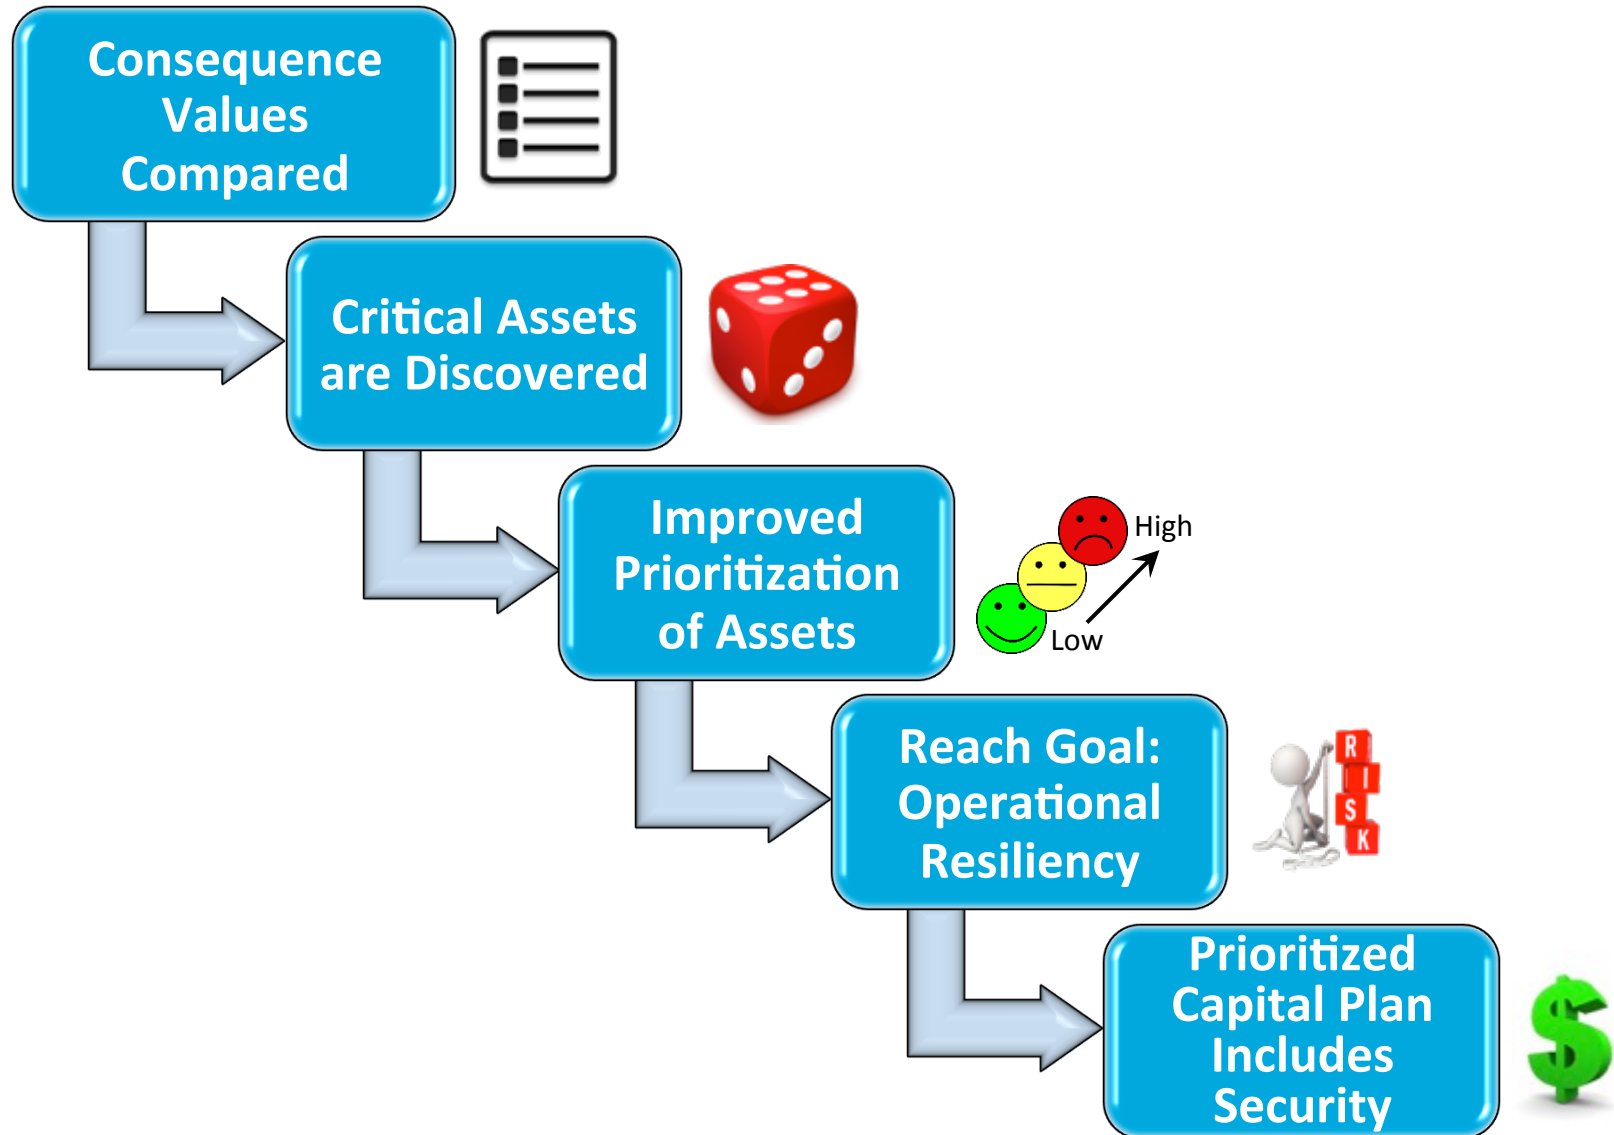 Consequence
Values
Compared
Critical Assets
are Discovered
Improved
Prioritization
of Assets
High
Low
Reach Goal:
Operational
Resiliency
R
I
S
K
Prioritized
Capital Plan
Includes
Security
$